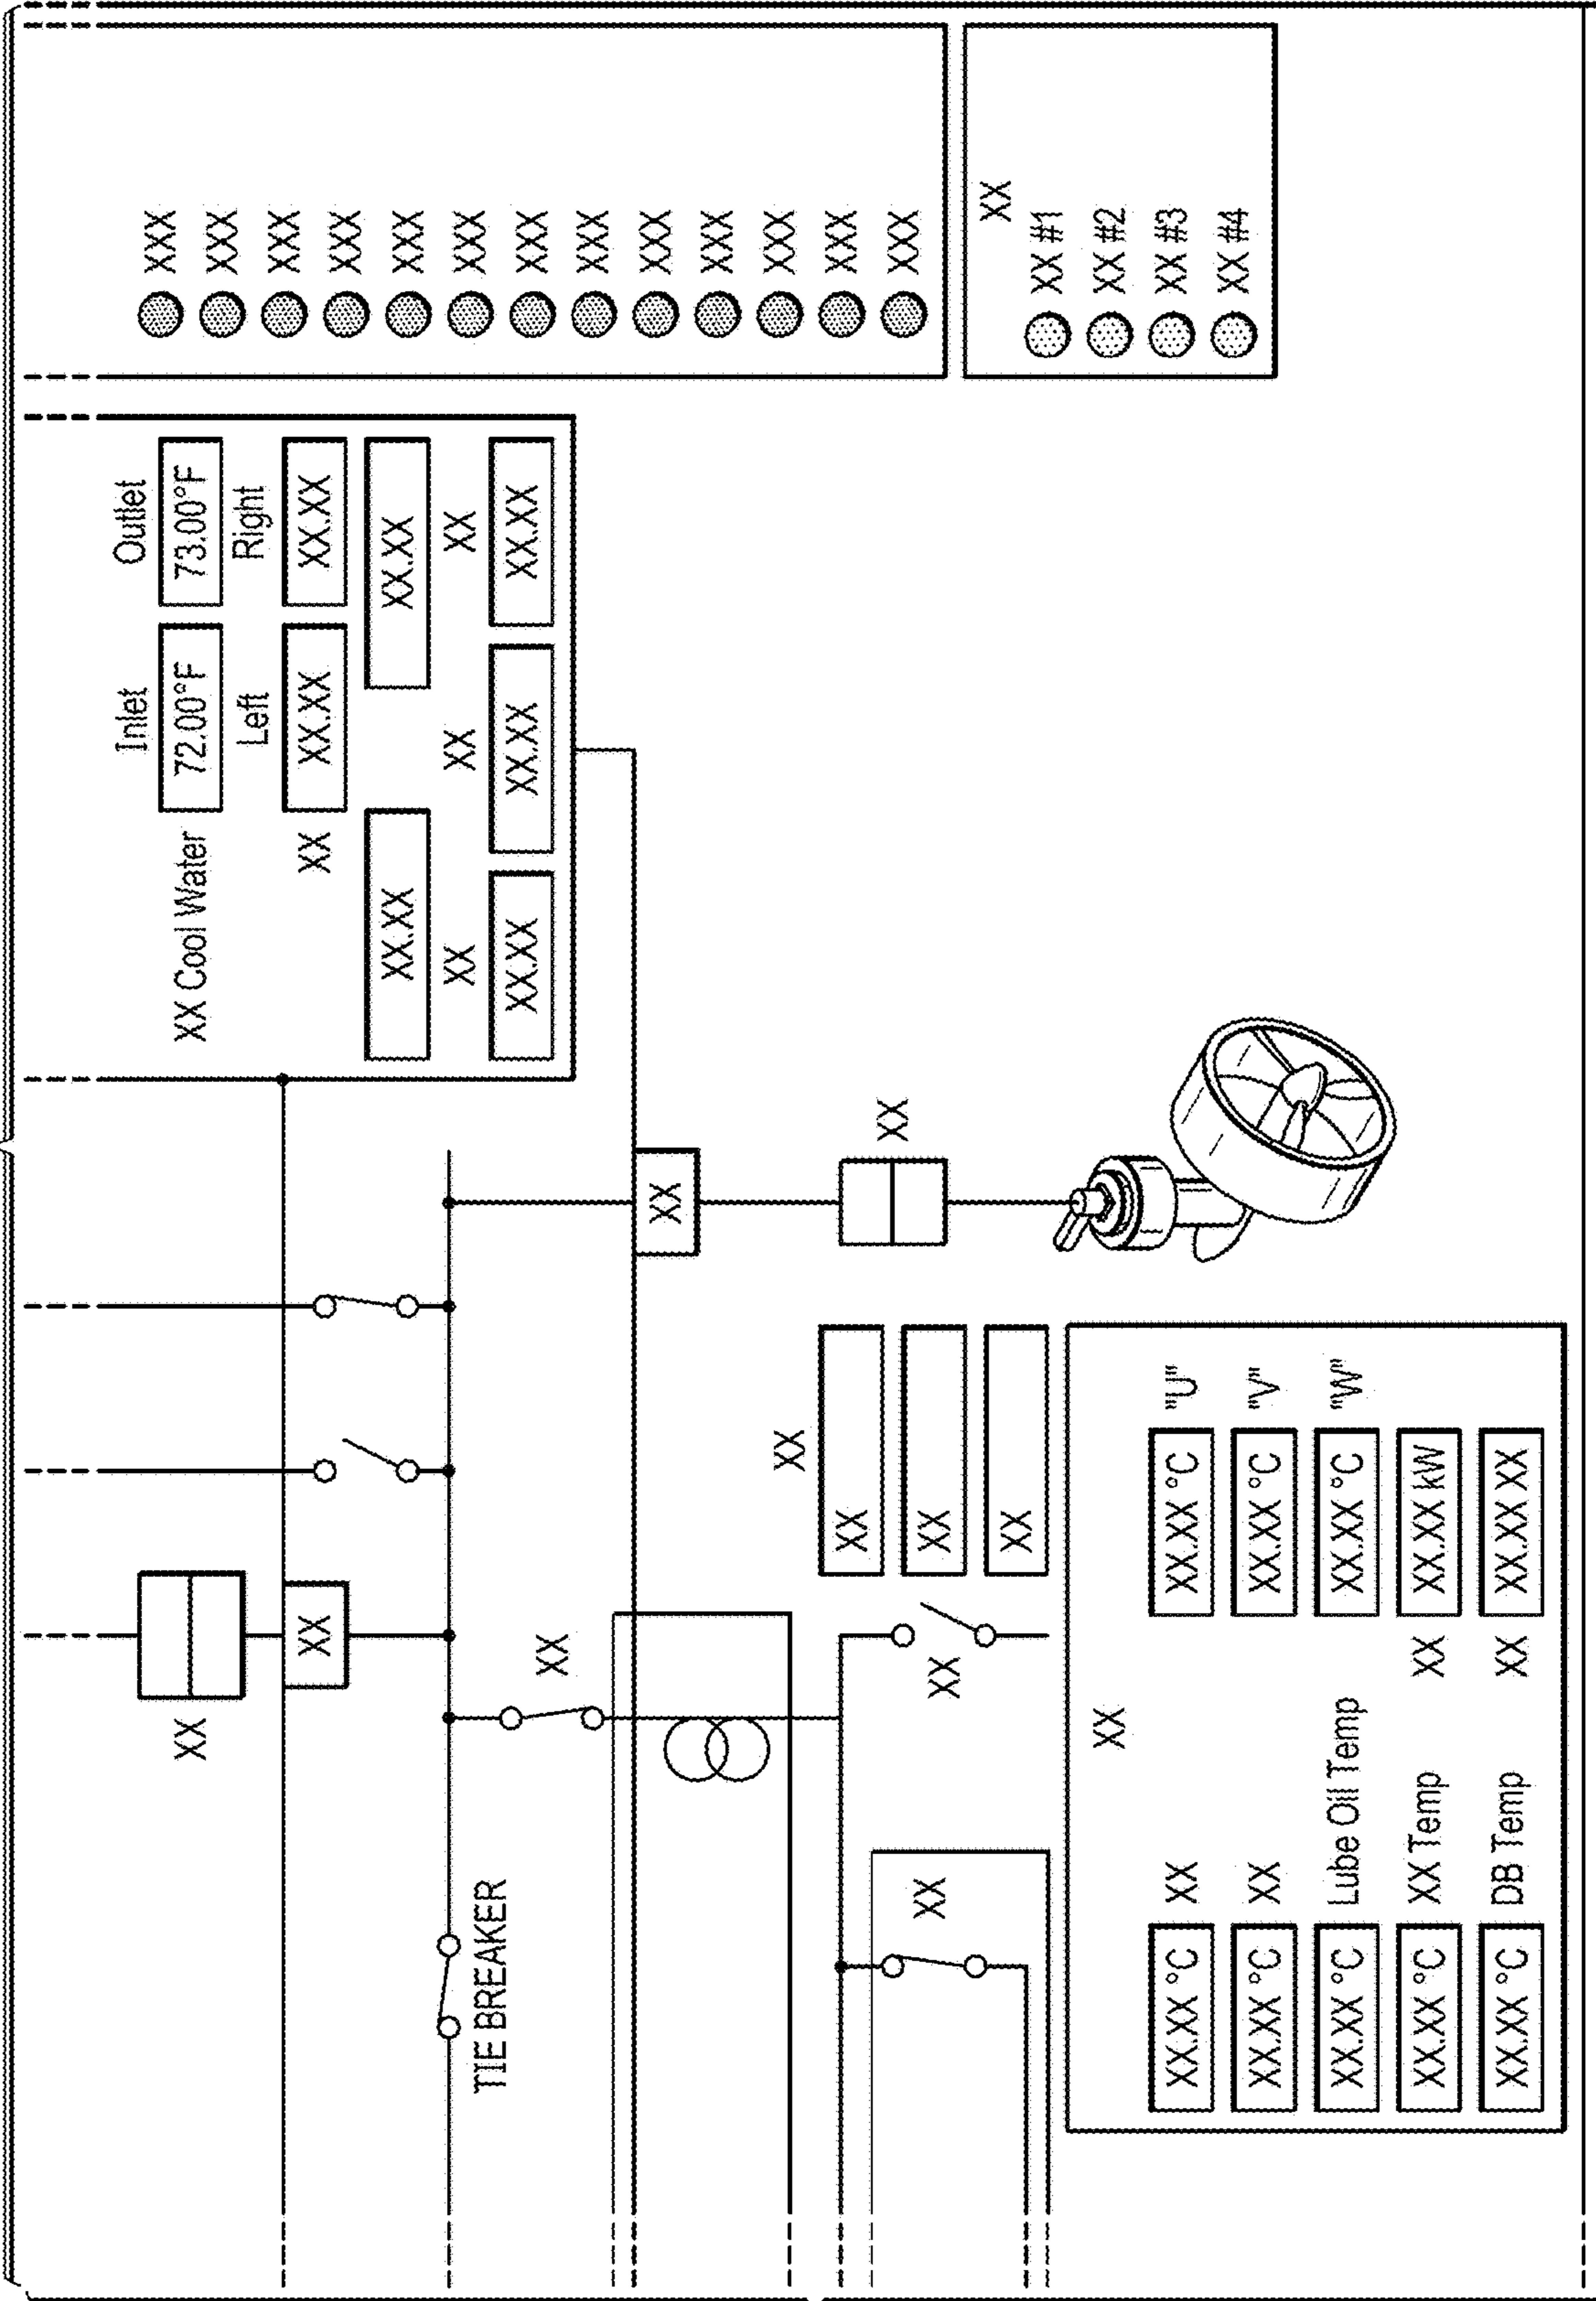 XX
XX
TIE BREAKER
XX
XX Cool Water
Inlet Outlet
72.00°F 73.00°F
Left Right
XX XX.XX XX.XX
XX.XX XX.XX
XX XX XX
XX.XX XX.XX XX.XX
XXX
XXX
XXX
XXX
XXX
XXX
XXX
XXX
XXX
XXX
XXX
XXX
XXX
XX
XX #1
XX #2
XX #3
XX #4
XX
XX
XX
XX
XX
XX
XX
XX
XX
XXX.XX °C XX XXX.XX °C "U"
XXX.XX °C XX XXX.XX °C "V"
XX.XX °C Lube Oil Temp XX.XX °C "W"
XX.XX °C XX Temp XX XX.XX kW
XX.XX °C DB Temp XX XX.XX XX